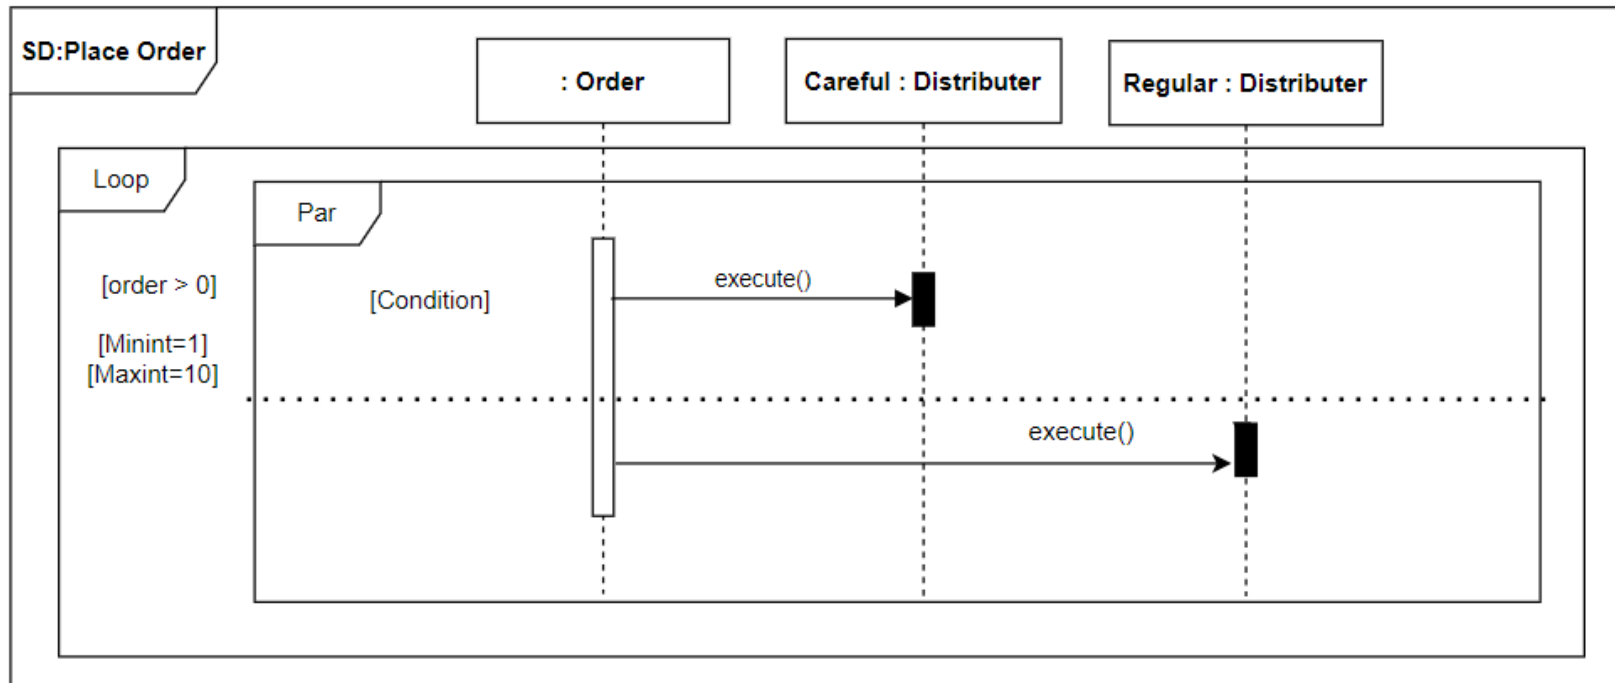 SD:Place Order
: Order
Careful : Distributer
Regular : Distributer
Loop
Par
[order > 0]
[Condition]
execute()
[Minint=1]
[Maxint=10]
execute()